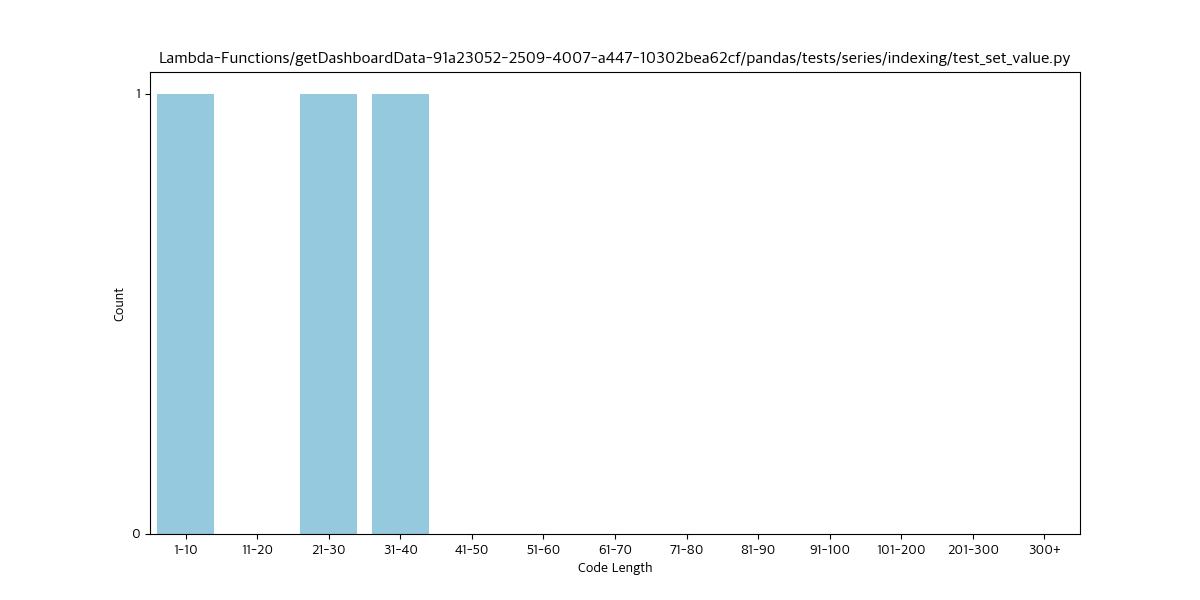 Lambda-Functions/getDashboardData-91a23052-2509-4007-a447-10302bea62cf/pandas/tests/series/indexing/test_set_value.py
1
Count
0
1-10 11-20 21-30 31-40 41-50 51-60 61-70 71-80 81-90 91-100 101-200 201-300 300+
Code Length